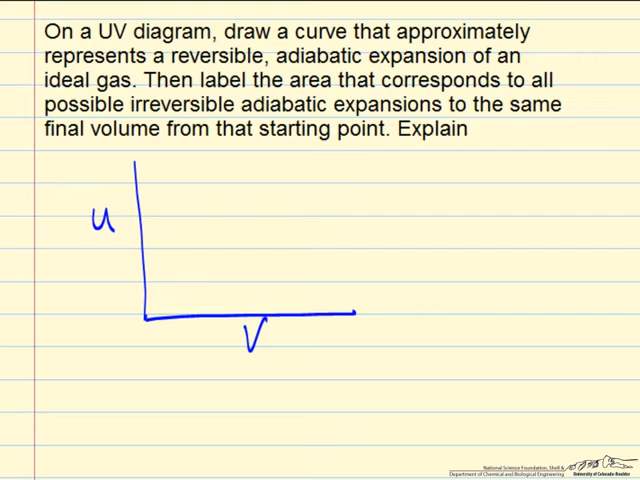 On a UV diagram, draw a curve that approximately
represents a reversible, adiabatic expansion of an
ideal gas. Then label the area that corresponds to all
possible irreversible adiabatic expansions to the same
final volume from that starting point. Explain
u
V
National Science Foundation, Shell &
Department of Chemical and Biological Engineering
University of Colorado Boulder